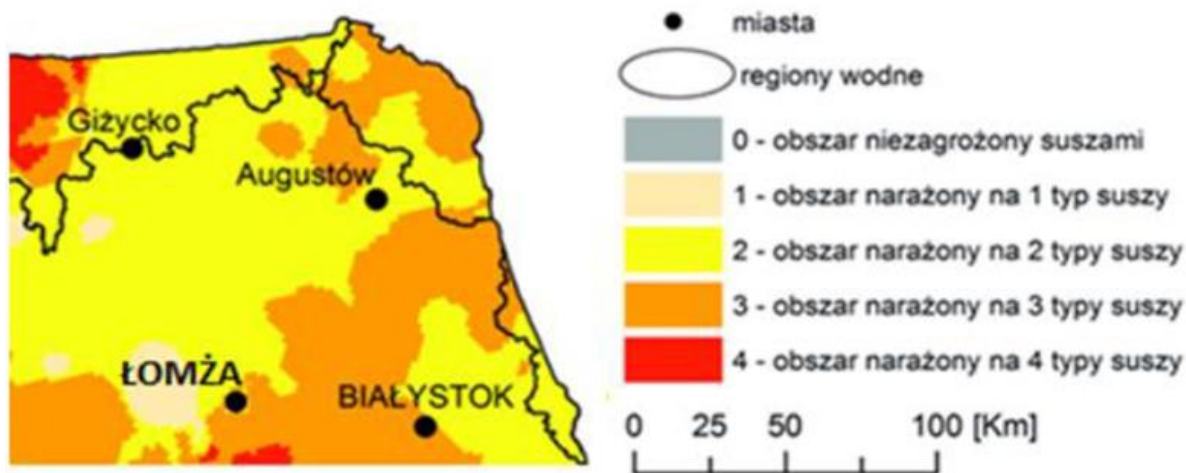 Giżycko
Augustów
ŁOMŻA
BIAŁYSTOK
miasta
regiony wodne
0 - obszar niezagrożony suszami
1 - obszar narażony na 1 typ suszy
2 - obszar narażony na 2 typy suszy
3 - obszar narażony na 3 typy suszy
4 - obszar narażony na 4 typy suszy
0 25 50 100 [Km]